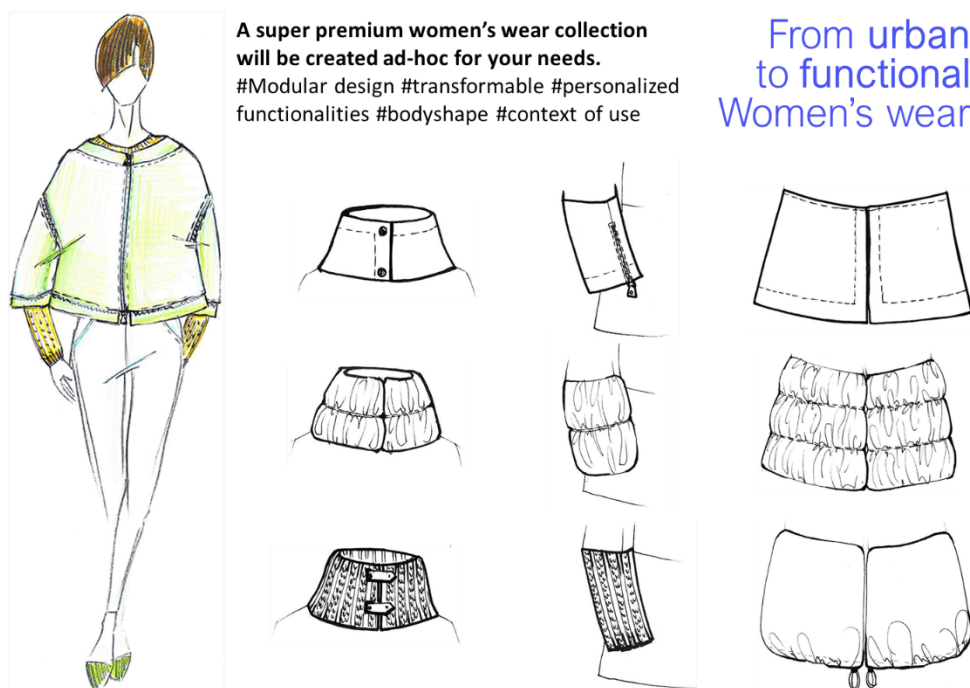 A super premium women's wear collection
will be created ad-hoc for your needs.
#Modular design #transformable #personalized
functionalities #bodyshape #context of use
From urban
to functional
Women's wear